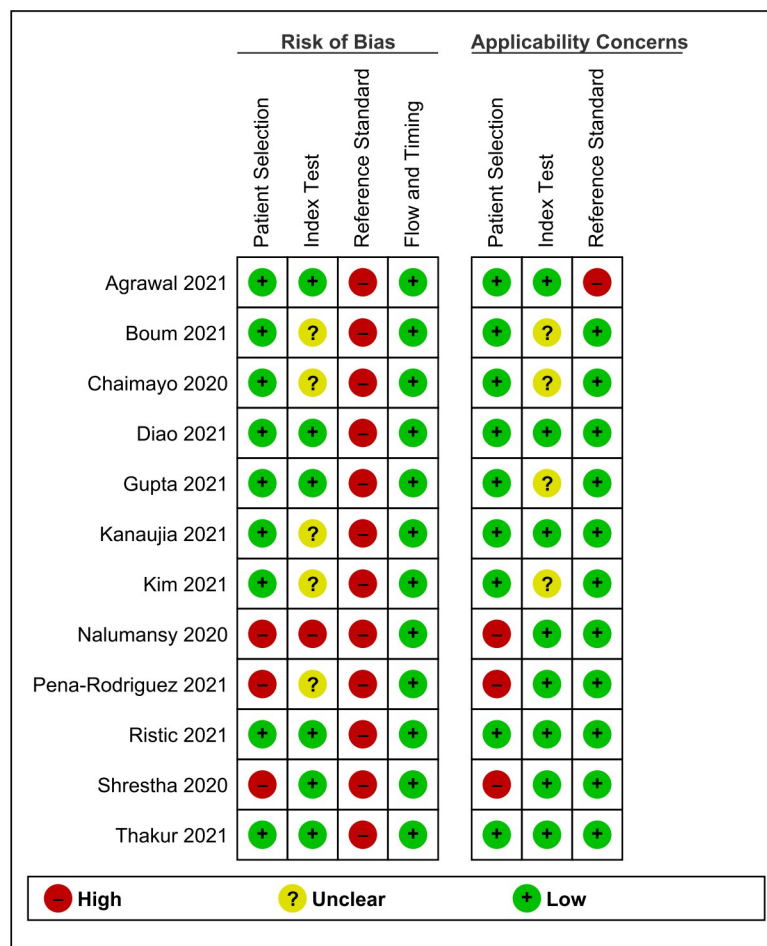 Risk of Bias Applicability Concerns
Patient Selection Index Test Reference Standard Flow and Timing Patient Selection Index Test Reference Standard
Agrawal 2021 + + – + + + –
Boum 2021 + ? – + + ? +
Chaimayo 2020 + ? – + + ? +
Diao 2021 + + – + + + +
Gupta 2021 + + – + + ? +
Kanaujia 2021 + ? – + + + +
Kim 2021 + ? – + + ? +
Nalumansy 2020 – – – + – + +
Pena-Rodriguez 2021 – ? – + – + +
Ristic 2021 + + – + + + +
Shrestha 2020 – + – + – + +
Thakur 2021 + + – + + + +
– High ? Unclear + Low